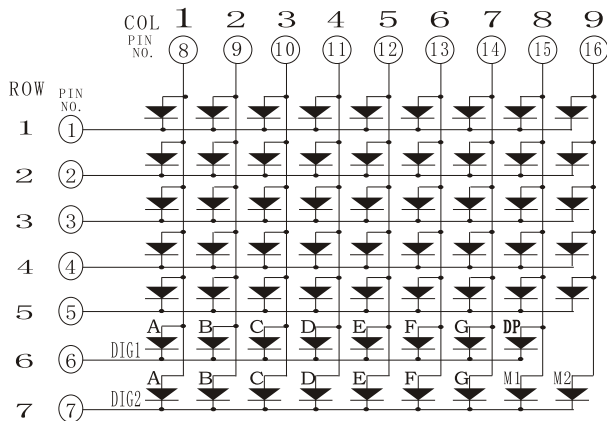 COL 1 2 3 4 5 6 7 8 9
PIN NO. 8 9 10 11 12 13 14 15 16
ROW PIN NO.
1 1
2 2
3 3
4 4
5 5
A B C D E F G DP
6 6 DIG1
A B C D E F G M1 M2
7 7 DIG2